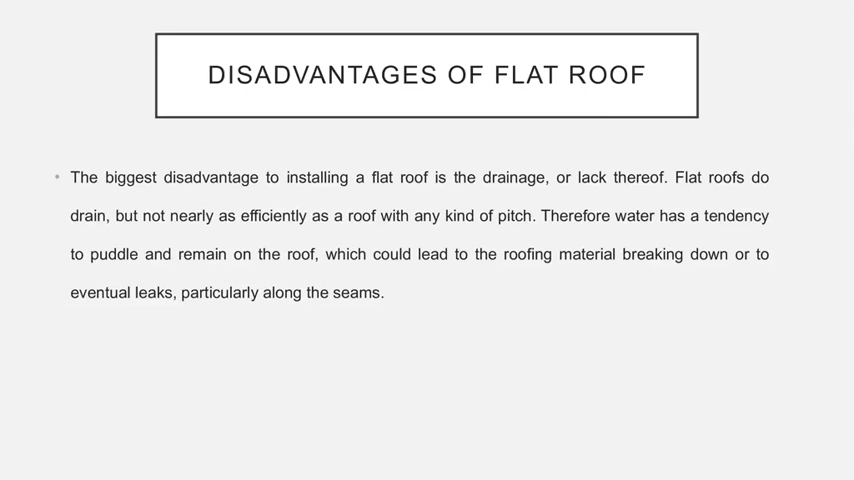 DISADVANTAGES OF FLAT ROOF
• The biggest disadvantage to installing a flat roof is the drainage, or lack thereof. Flat roofs do
drain, but not nearly as efficiently as a roof with any kind of pitch. Therefore water has a tendency
to puddle and remain on the roof, which could lead to the roofing material breaking down or to
eventual leaks, particularly along the seams.